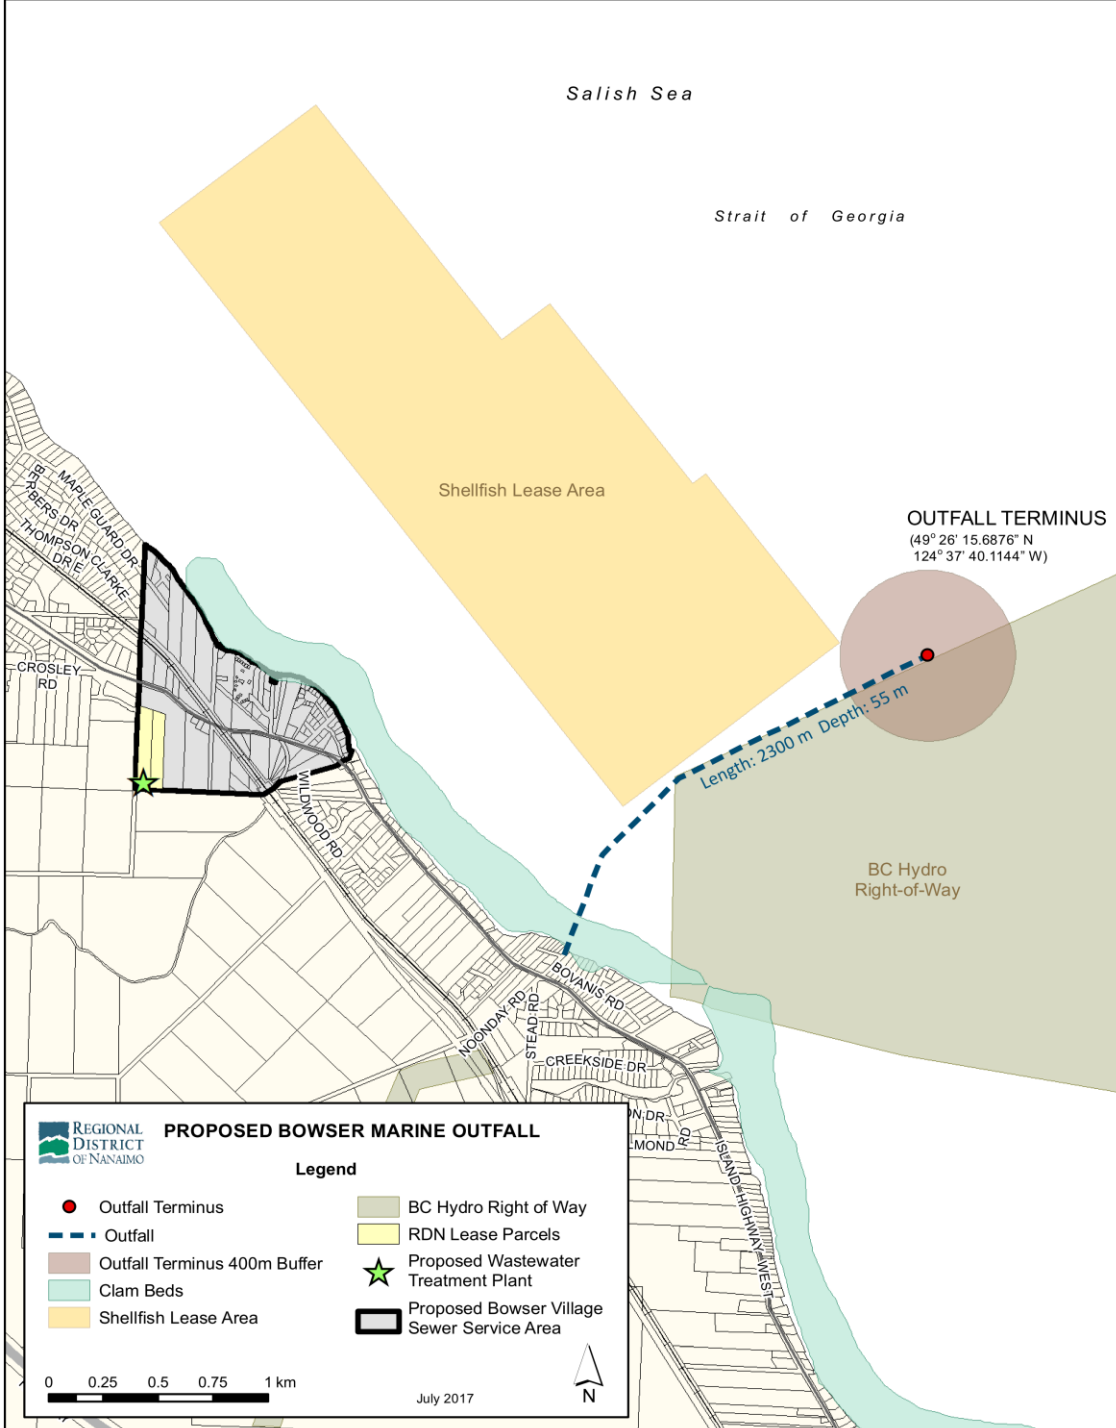 Salish Sea
Strait of Georgia
Shellfish Lease Area
OUTFALL TERMINUS
(49° 26' 15.6876" N
124° 37' 40.1144" W)
MAPLE GUARD DR
BERBERS DR
THOMPSON CLARKE
DR E
CROSLEY
RD
WILDWOOD RD
Length: 2300 m Depth: 55 m
BC Hydro
Right-of-Way
BOVANIS RD
NOONDAY RD
STEAD RD
CREEKSIDE DR
ON DR
LMOND RD
ISLAND HIGHWAY WEST
REGIONAL
DISTRICT
OF NANAIMO
PROPOSED BOWSER MARINE OUTFALL
Legend
Outfall Terminus
Outfall
Outfall Terminus 400m Buffer
Clam Beds
Shellfish Lease Area
BC Hydro Right of Way
RDN Lease Parcels
Proposed Wastewater
Treatment Plant
Proposed Bowser Village
Sewer Service Area
0 0.25 0.5 0.75 1 km
July 2017
N